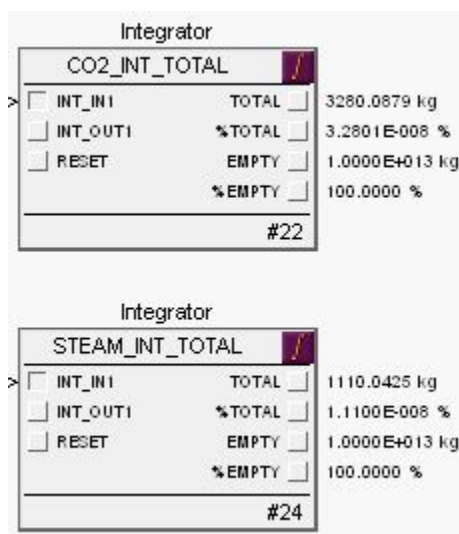 Integrator
CO2_INT_TOTAL
> INT_IN1 TOTAL 3280.0879 kg
INT_OUT1 %TOTAL 3.2801E-008 %
RESET EMPTY 1.0000E+013 kg
%EMPTY 100.0000 %
#22
Integrator
STEAM_INT_TOTAL
> INT_IN1 TOTAL 1110.0425 kg
INT_OUT1 %TOTAL 1.1100E-008 %
RESET EMPTY 1.0000E+013 kg
%EMPTY 100.0000 %
#24